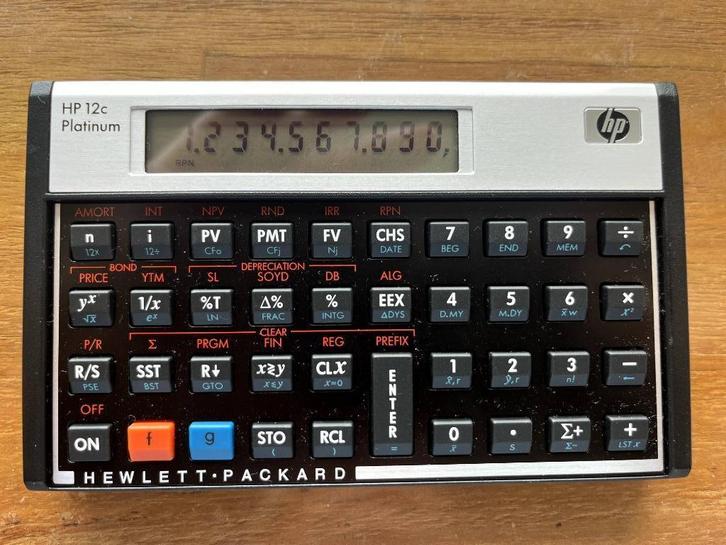 HP 12c
Platinum
1.234.567.890,
RPN
hp
AMORT INT NPV RND IRR RPN
n i PV PMT FV CHS 7 8 9 ÷
12x 12÷ CFo CFj Nj DATE BEG END MEM ↶
BOND DEPRECIATION
PRICE YTM SL SOYD DB ALG
yˣ 1/x %T Δ% % EEX 4 5 6 ×
√x eˣ LN FRAC INTG ΔDYS D.MY M.DY x̄w x²
CLEAR
P/R Σ PRGM FIN REG PREFIX
R/S SST R↓ x≷y CLx ENTER 1 2 3 −
PSE BST GTO x≤y x=0 = x̂,r ŷ,r n! ←
OFF
ON f g STO RCL 0 • Σ+ +
( ) x̄ s Σ− LST x
HEWLETT•PACKARD